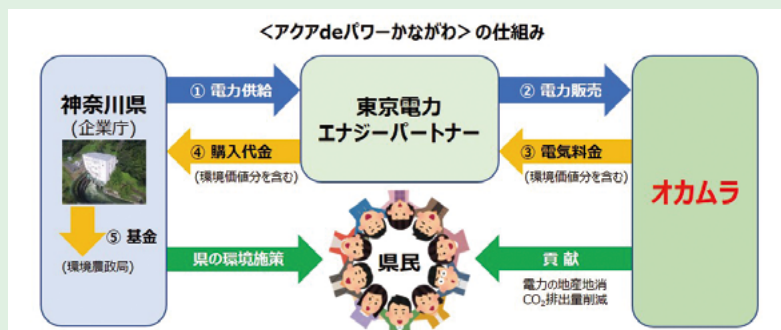 <アクアdeパワーかながわ>の仕組み
神奈川県
(企業庁)
① 電力供給
④ 購入代金
(環境価値分を含む)
東京電力
エナジーパートナー
② 電力販売
③ 電気料金
(環境価値分を含む)
オカムラ
⑤ 基金
(環境農政局)
県の環境施策
県民
貢 献
電力の地産地消
CO₂排出量削減